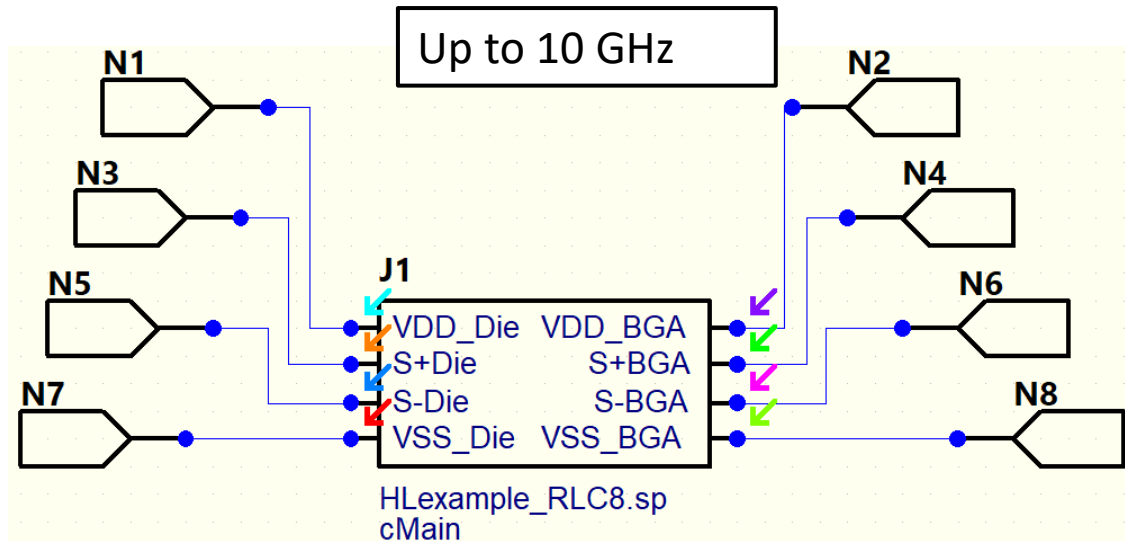 Up to 10 GHz
N1
N2
N3
N4
J1
N5
N6
VDD_Die VDD_BGA
S+Die S+BGA
N7
S-Die S-BGA
N8
VSS_Die VSS_BGA
HLexample_RLC8.sp
cMain